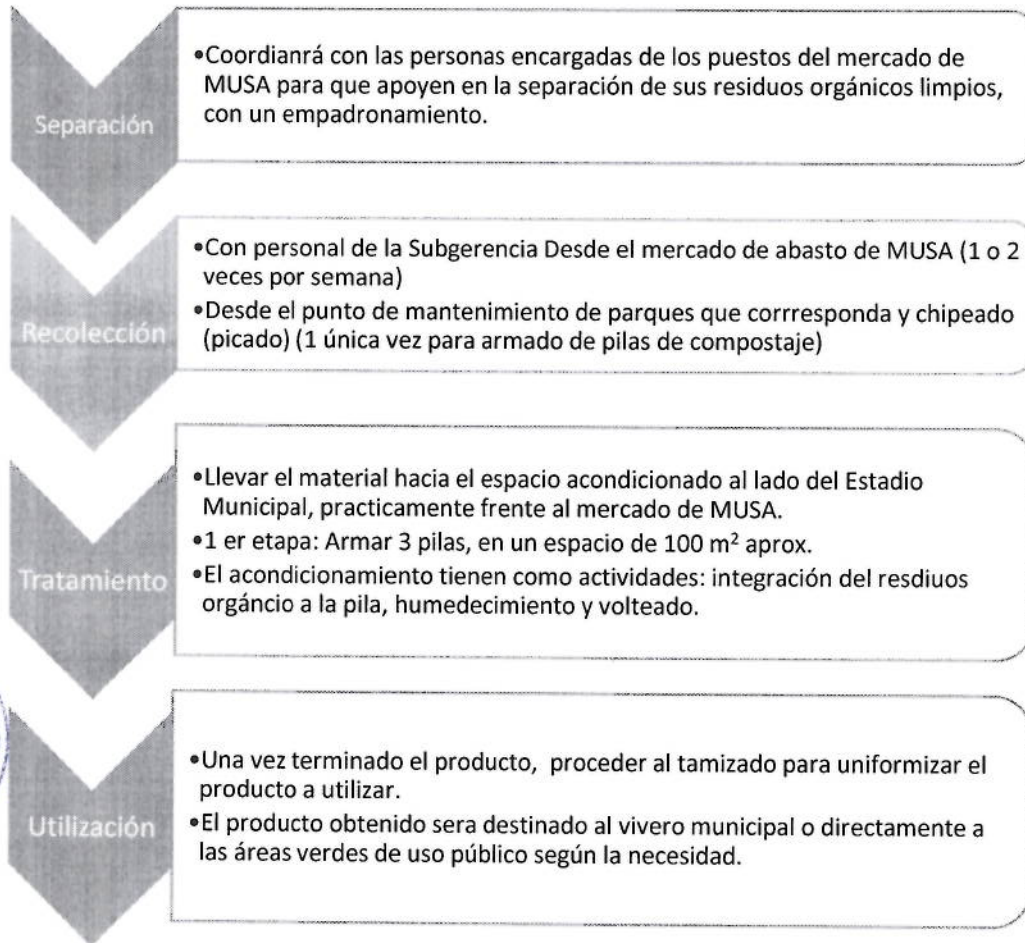 Separación
•Coordianrá con las personas encargadas de los puestos del mercado de
MUSA para que apoyen en la separación de sus residuos orgánicos limpios,
con un empadronamiento.
Recolección
•Con personal de la Subgerencia Desde el mercado de abasto de MUSA (1 o 2
veces por semana)
•Desde el punto de mantenimiento de parques que corrresponda y chipeado
(picado) (1 única vez para armado de pilas de compostaje)
Tratamiento
•Llevar el material hacia el espacio acondicionado al lado del Estadio
Municipal, practicamente frente al mercado de MUSA.
•1 er etapa: Armar 3 pilas, en un espacio de 100 m² aprox.
•El acondicionamiento tienen como actividades: integración del resdiuos
orgáncio a la pila, humedecimiento y volteado.
Utilización
•Una vez terminado el producto, proceder al tamizado para uniformizar el
producto a utilizar.
•El producto obtenido sera destinado al vivero municipal o directamente a
las áreas verdes de uso público según la necesidad.